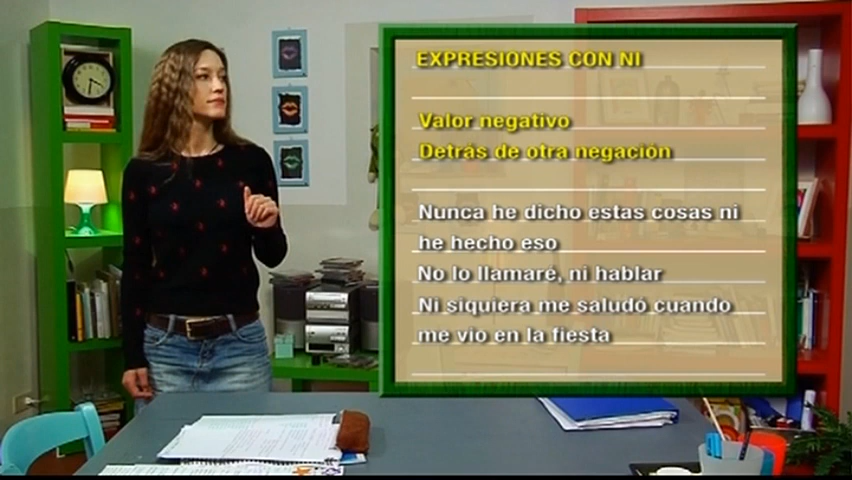 EXPRESIONES CON NI
Valor negativo
Detrás de otra negación
Nunca he dicho estas cosas ni
he hecho eso
No lo llamaré, ni hablar
Ni siquiera me saludó cuando
me vio en la fiesta